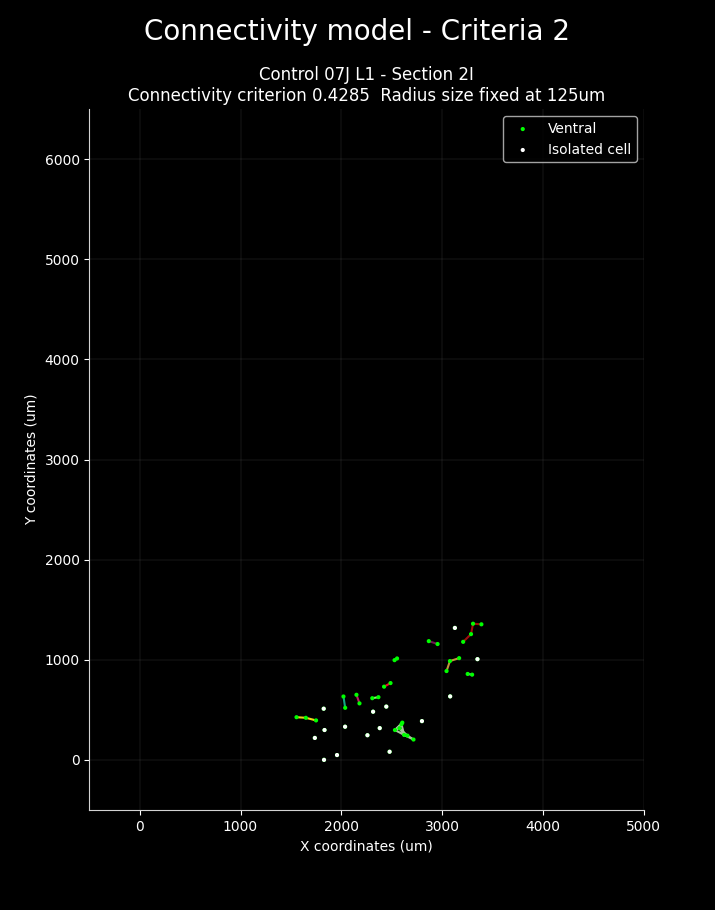 Connectivity model - Criteria 2
Control 07J L1 - Section 2I
Connectivity criterion 0.4285  Radius size fixed at 125um
Ventral
Isolated cell
6000
5000
4000
3000
2000
1000
0
Y coordinates (um)
0
1000
2000
3000
4000
5000
X coordinates (um)